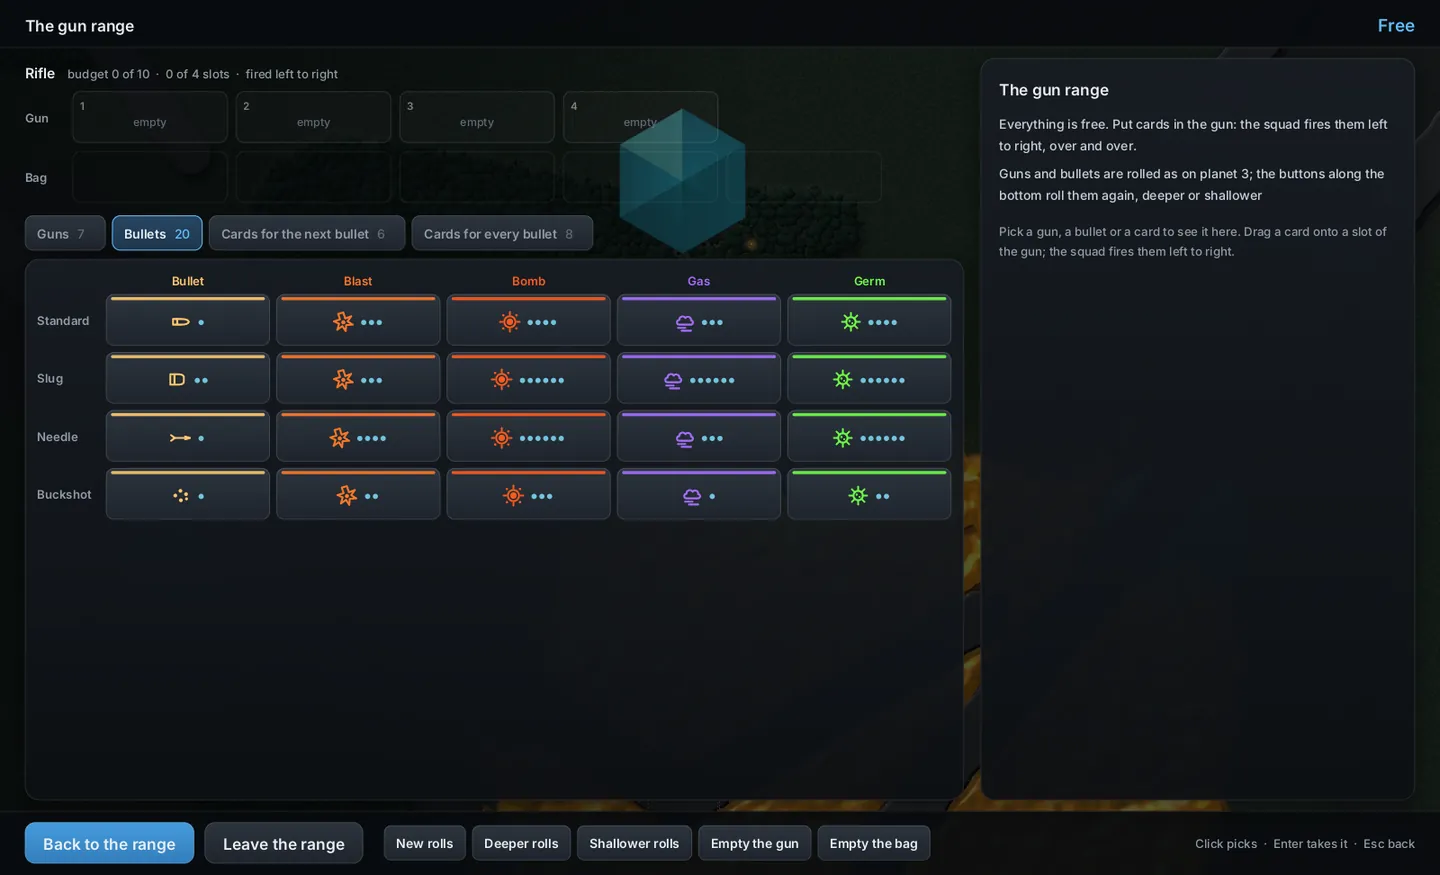 The gun range
Free
Rifle budget 0 of 10 · 0 of 4 slots · fired left to right
Gun
1 empty
2 empty
3 empty
4 empty
Bag
Guns 7
Bullets 20
Cards for the next bullet 6
Cards for every bullet 8
Bullet Blast Bomb Gas Germ
Standard
Slug
Needle
Buckshot
The gun range
Everything is free. Put cards in the gun: the squad fires them left
to right, over and over.
Guns and bullets are rolled as on planet 3; the buttons along the
bottom roll them again, deeper or shallower
Pick a gun, a bullet or a card to see it here. Drag a card onto a slot of
the gun; the squad fires them left to right.
Back to the range
Leave the range
New rolls
Deeper rolls
Shallower rolls
Empty the gun
Empty the bag
Click picks · Enter takes it · Esc back